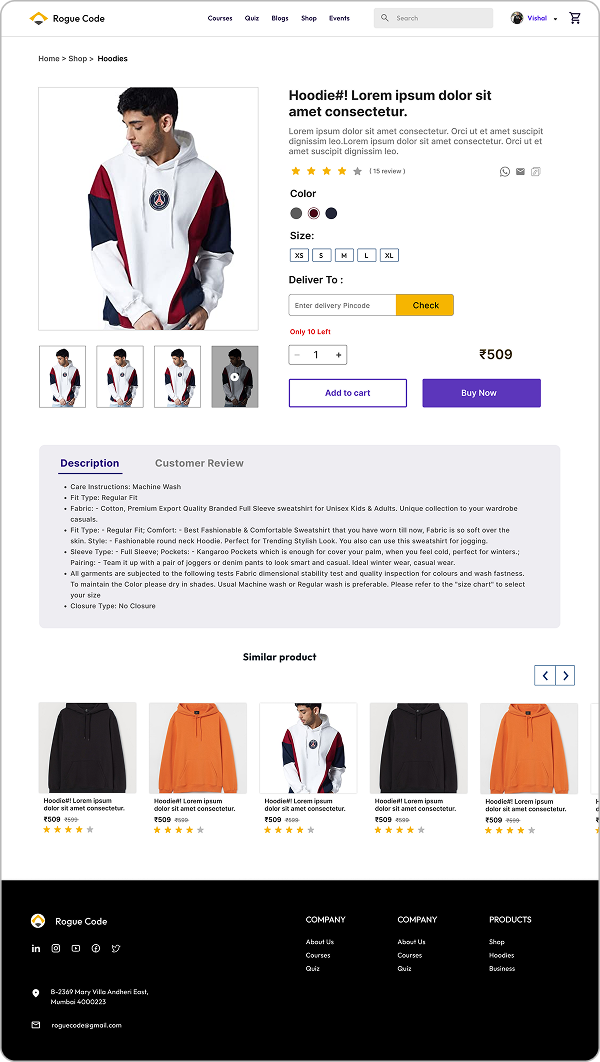 Rogue Code
Courses Quiz Blogs Shop Events
Search
Vishal
Home > Shop > Hoodies
Hoodie#! Lorem ipsum dolor sit
amet consectetur.
Lorem ipsum dolor sit amet consectetur. Orci ut et amet suscipit
dignissim leo.Lorem ipsum dolor sit amet consectetur. Orci ut et
amet suscipit dignissim leo.
( 15 review )
Color
Size:
XS S M L XL
Deliver To :
Enter delivery Pincode Check
Only 10 Left
− 1 +
₹509
Add to cart Buy Now
Description Customer Review
• Care Instructions: Machine Wash
• Fit Type: Regular Fit
• Fabric: - Cotton, Premium Export Quality Branded Full Sleeve sweatshirt for Unisex Kids & Adults. Unique collection to your wardrobe
casuals.
• Fit Type: - Regular Fit; Comfort: - Best Fashionable & Comfortable Sweatshirt that you have worn till now, Fabric is so soft over the
skin. Style: - Fashionable round neck Hoodie. Perfect for Trending Stylish Look. You also can use this sweatshirt for jogging.
• Sleeve Type: - Full Sleeve; Pockets: - Kangaroo Pockets which is enough for cover your palm, when you feel cold, perfect for winters.;
Pairing: - Team it up with a pair of joggers or denim pants to look smart and casual. Ideal winter wear, casual wear.
• All garments are subjected to the following tests Fabric dimensional stability test and quality inspection for colours and wash fastness.
To maintain the Color please dry in shades. Usual Machine wash or Regular wash is preferable. Please refer to the "size chart" to select
your size
• Closure Type: No Closure
Similar product
Hoodie#! Lorem ipsum
dolor sit amet consectetur.
₹509 ₹599
Hoodie#! Lorem ipsum
dolor sit amet consectetur.
₹509 ₹599
Hoodie#! Lorem ipsum
dolor sit amet consectetur.
₹509 ₹599
Hoodie#! Lorem ipsum
dolor sit amet consectetur.
₹509 ₹599
Hoodie#! Lorem ipsum
dolor sit amet consectetur.
₹509 ₹599
Rogue Code
B-2369 Mary Villa Andheri East,
Mumbai 4000223
roguecode@gmail.com
COMPANY
About Us
Courses
Quiz
COMPANY
About Us
Courses
Quiz
PRODUCTS
Shop
Hoodies
Business